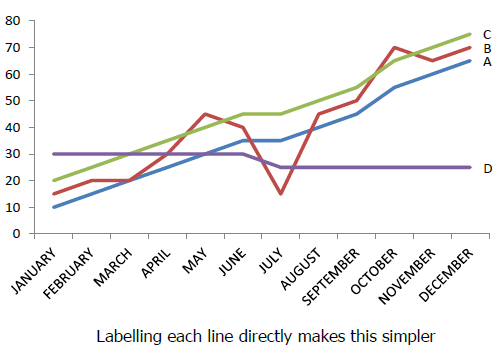 80
70
60
50
40
30
20
10
0
C
B
A
D
JANUARY
FEBRUARY
MARCH
APRIL
MAY
JUNE
JULY
AUGUST
SEPTEMBER
OCTOBER
NOVEMBER
DECEMBER
Labelling each line directly makes this simpler